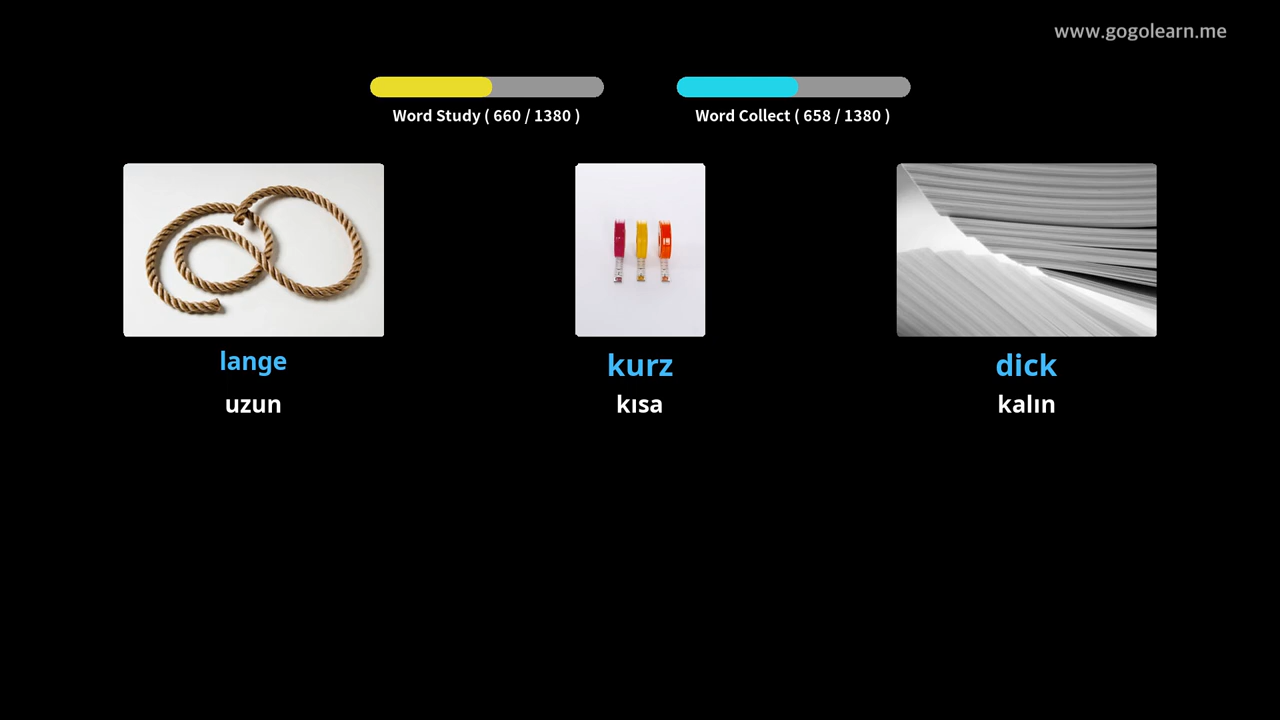 www.gogolearn.me
Word Study ( 660 / 1380 )
Word Collect ( 658 / 1380 )
lange
kurz
dick
uzun
kısa
kalın